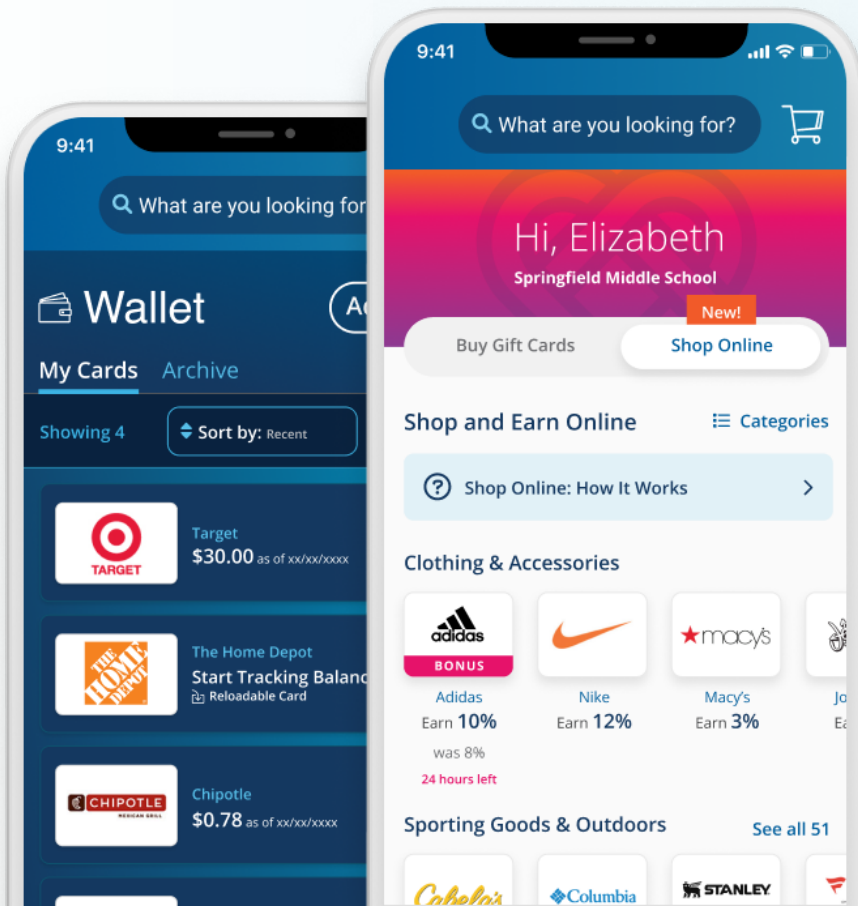 9:41
What are you looking for
Wallet
My Cards Archive
Showing 4
Sort by: Recent
TARGET
Target
$30.00 as of xx/xx/xxxx
THE HOME DEPOT
The Home Depot
Start Tracking Balanc
Reloadable Card
CHIPOTLE
MEXICAN GRILL
Chipotle
$0.78 as of xx/xx/xxxx
9:41
What are you looking for?
Hi, Elizabeth
Springfield Middle School
New!
Buy Gift Cards Shop Online
Shop and Earn Online Categories
Shop Online: How It Works
Clothing & Accessories
adidas
BONUS
Adidas
Earn 10%
was 8%
24 hours left
Nike
Earn 12%
macy's
Macy's
Earn 3%
Jo
Sporting Goods & Outdoors See all 51
Cabela's
Columbia
STANLEY